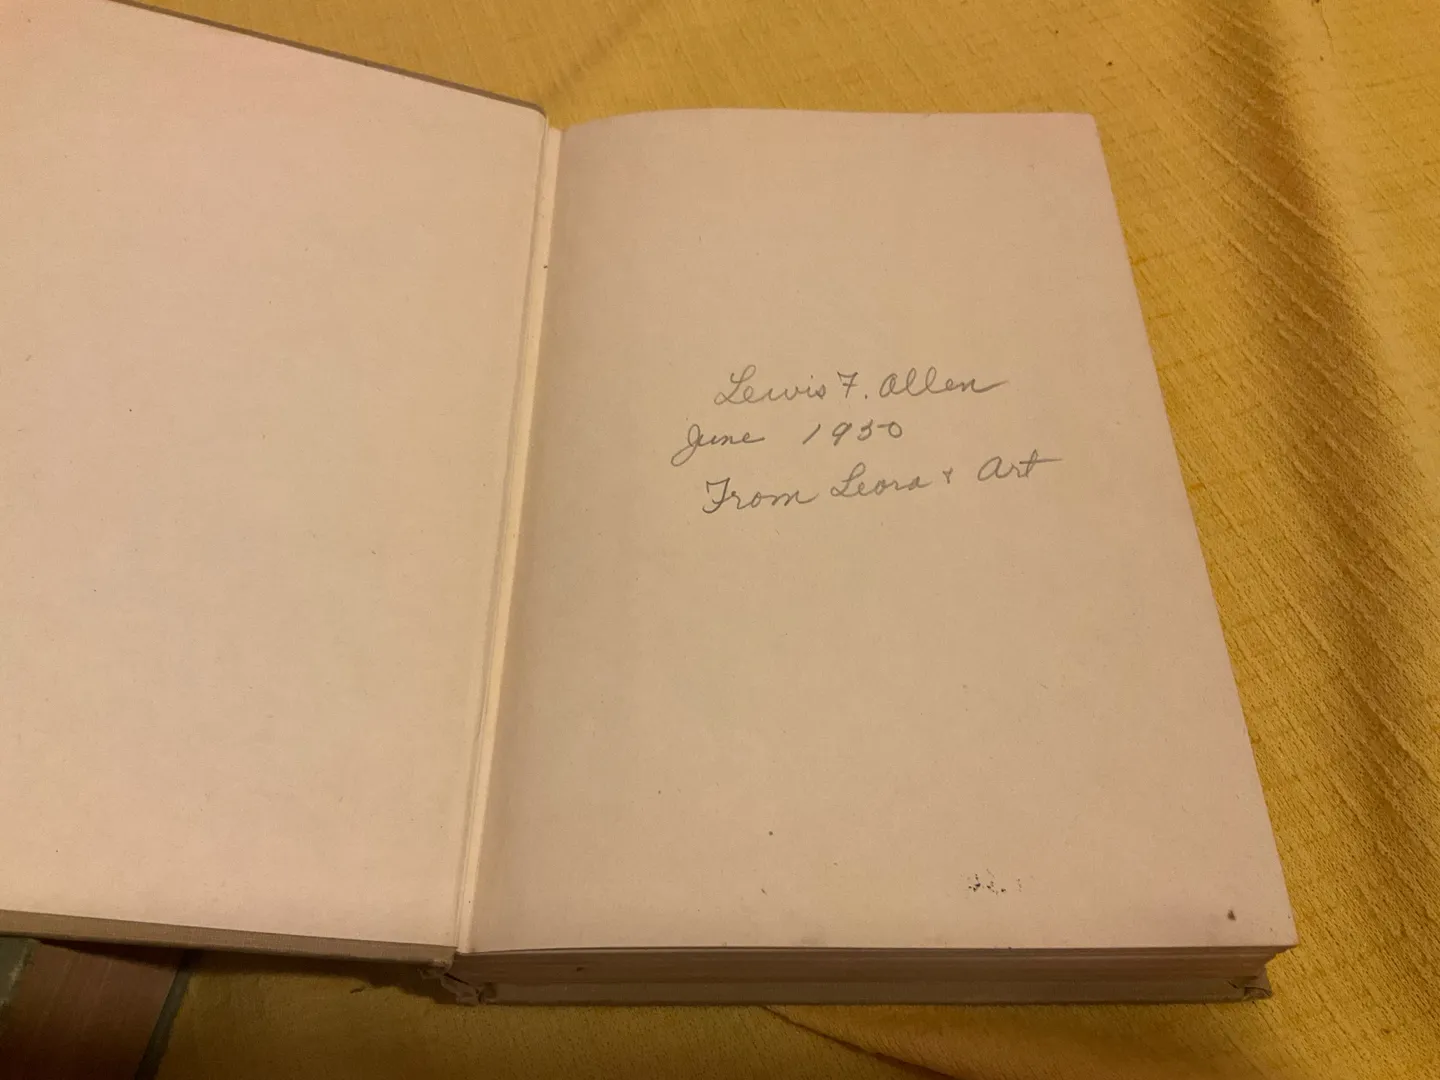 Lewis F. Allen
June 1950
From Leora & Art